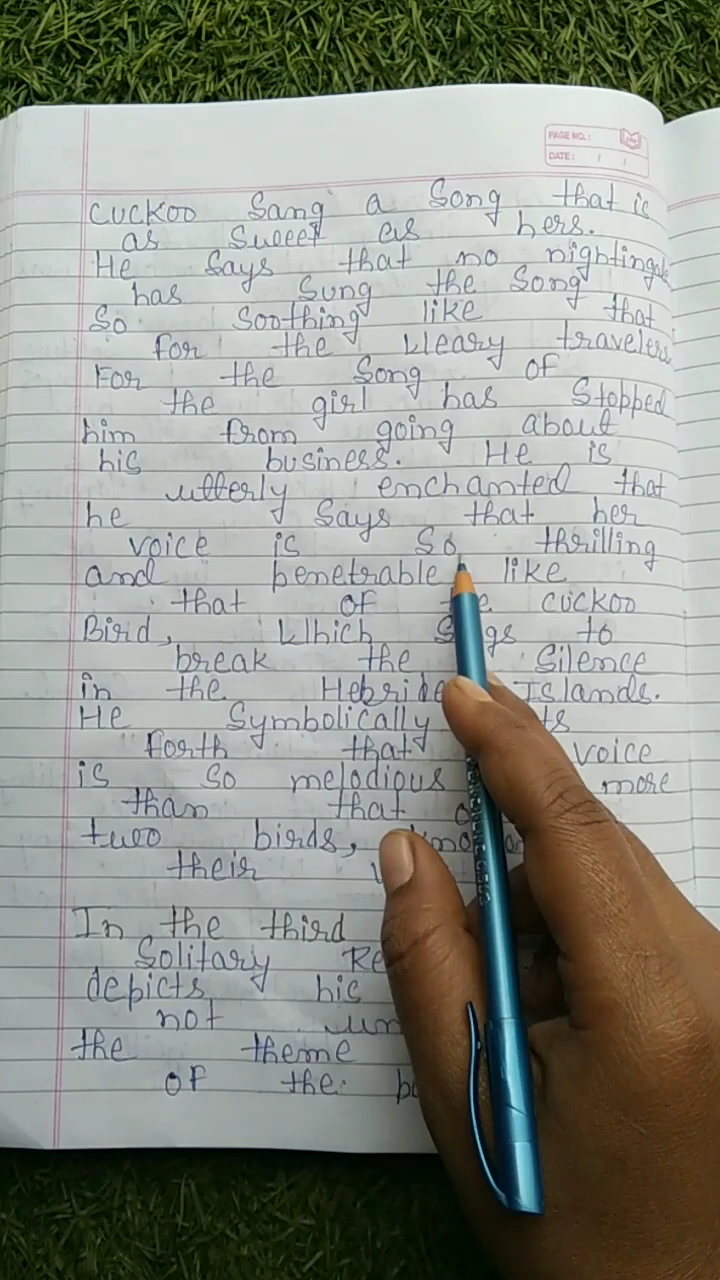 PAGE NO.:
DATE: / /
cuckoo Sang a Song that is
as sweet as hers.
He Says that no nightingale
has Sung the Song
So Soothing like that
for the weary travelers
For the Song of
the girl has Stopped
him from going about
his business. He is
utterly enchanted that
he Says that her
voice is So thrilling
and penetrable like
that of the cuckoo
Bird, Which Sings to
break the Silence
in the Hebrides Islands.
He Symbolically
forth that voice
is so melodious more
than that
two birds,
their
In the third
Solitary
depicts his
not
the theme
of the